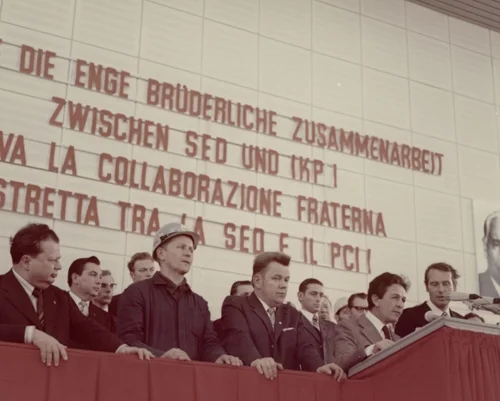 DIE ENGE BRÜDERLICHE ZUSAMMENARBEIT
ZWISCHEN SED UND IKP!
VA LA COLLABORAZIONE FRATERNA
STRETTA TRA LA SED E IL PCI!